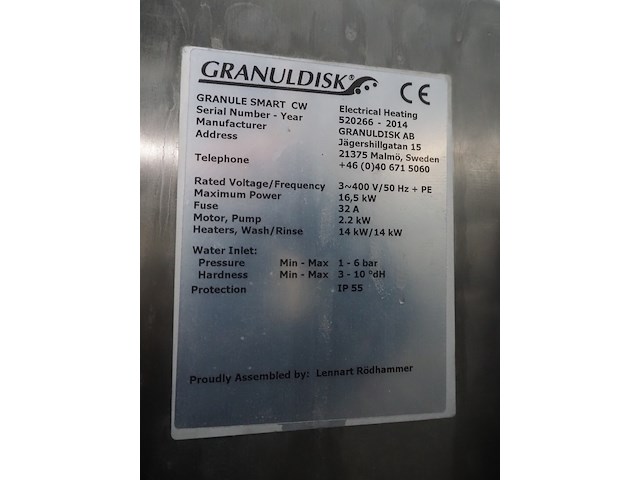 GRANULDISK® CE
GRANULE SMART CW Electrical Heating
Serial Number - Year 520266 - 2014
Manufacturer GRANULDISK AB
Address Jägershillgatan 15
21375 Malmö, Sweden
Telephone +46 (0)40 671 5060
Rated Voltage/Frequency 3~400 V/50 Hz + PE
Maximum Power 16,5 kW
Fuse 32 A
Motor, Pump 2.2 kW
Heaters, Wash/Rinse 14 kW/14 kW
Water Inlet:
Pressure Min - Max 1 - 6 bar
Hardness Min - Max 3 - 10 °dH
Protection IP 55
Proudly Assembled by: Lennart Rödhammer